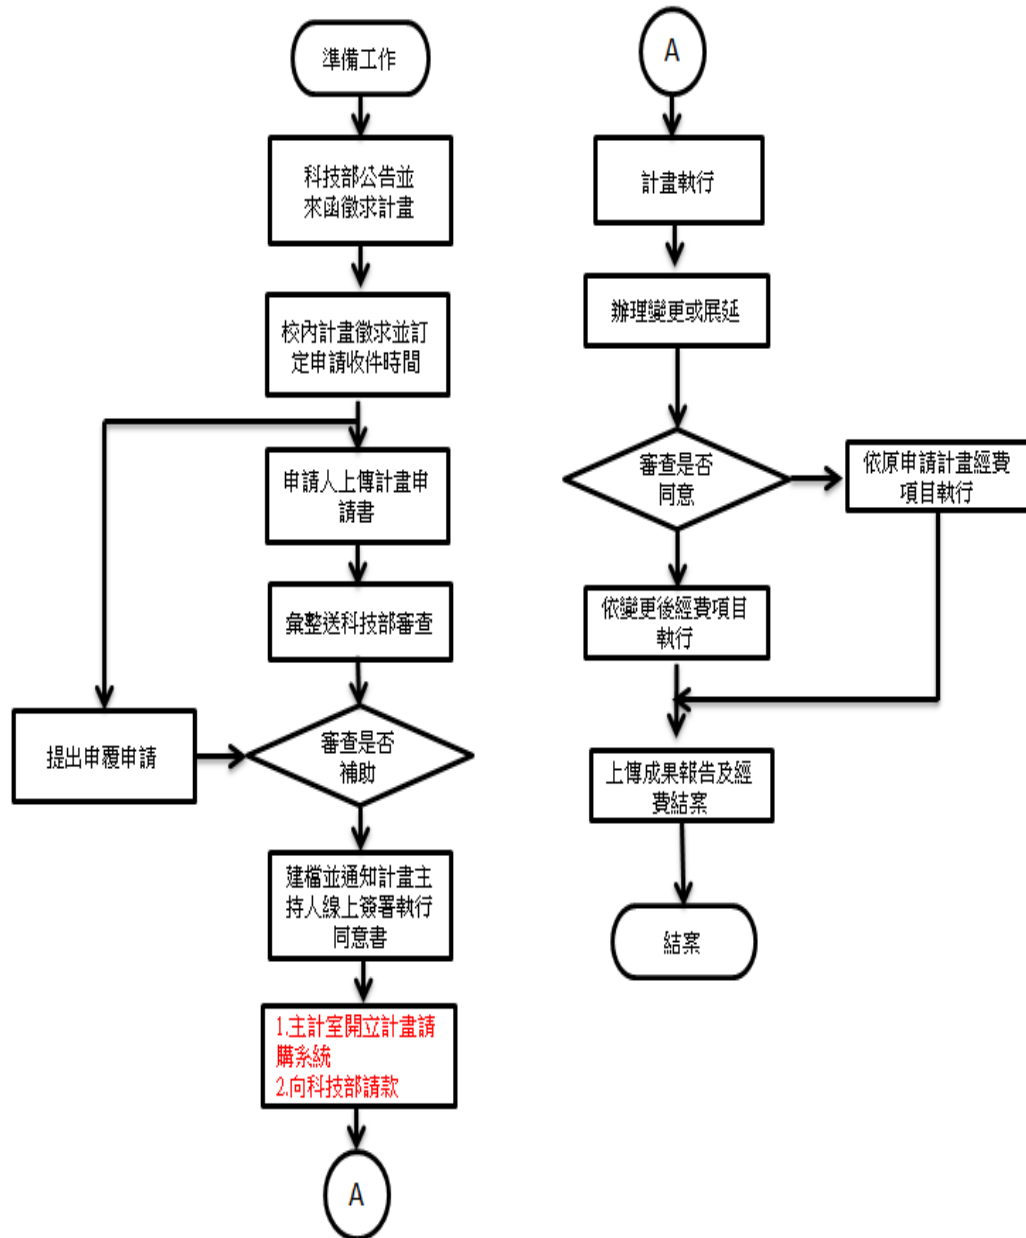 準備工作
科技部公告並
來函徵求計畫
校內計畫徵求並訂
定申請收件時間
申請人上傳計畫申
請書
彙整送科技部審查
提出申覆申請
審查是否
補助
建檔並通知計畫主
持人線上簽署執行
同意書
1.主計室開立計畫請
購系統
2.向科技部請款
A
A
計畫執行
辦理變更或展延
審查是否
同意
依原申請計畫經費
項目執行
依變更後經費項目
執行
上傳成果報告及經
費結案
結案